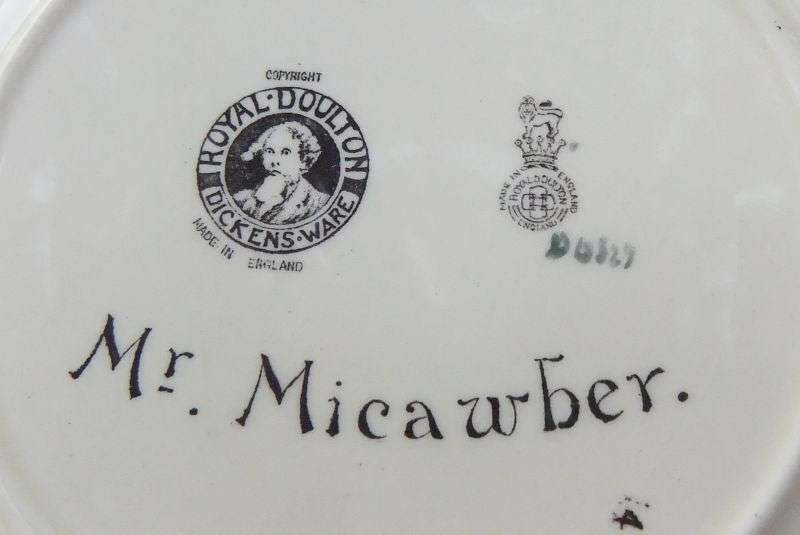 COPYRIGHT
ROYAL·DOULTON
DICKENS·WARE
MADE IN ENGLAND
MADE IN ENGLAND
ROYAL DOULTON
ENGLAND
Mr. Micawber.